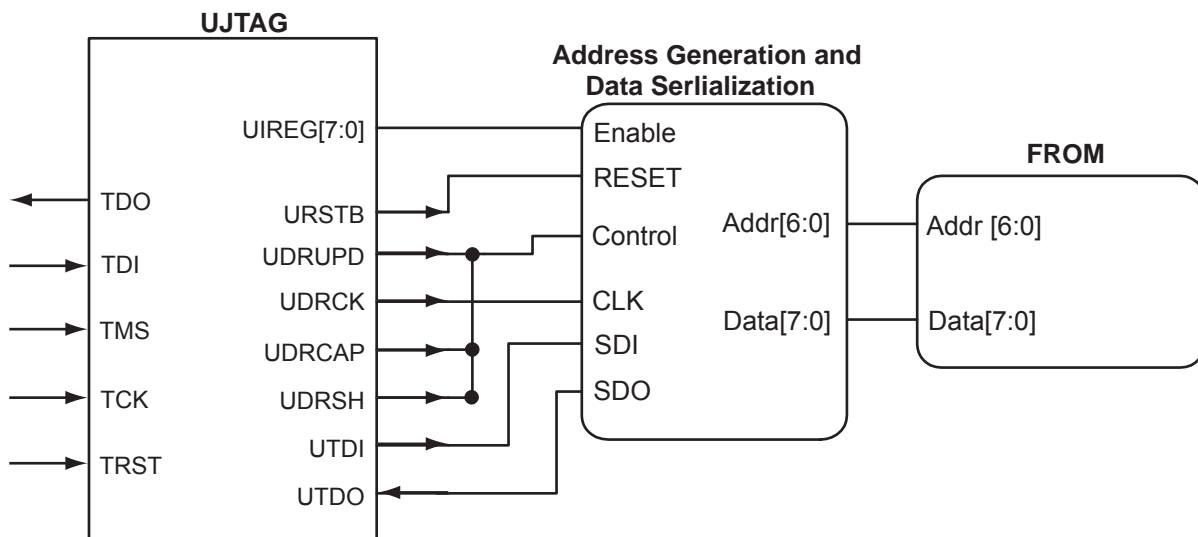 UJTAG
TDO
TDI
TMS
TCK
TRST
UIREG[7:0]
URSTB
UDRUPD
UDRCK
UDRCAP
UDRSH
UTDI
UTDO
Address Generation and
Data Serlialization
Enable
RESET
Control
CLK
SDI
SDO
Addr[6:0]
Data[7:0]
FROM
Addr [6:0]
Data[7:0]